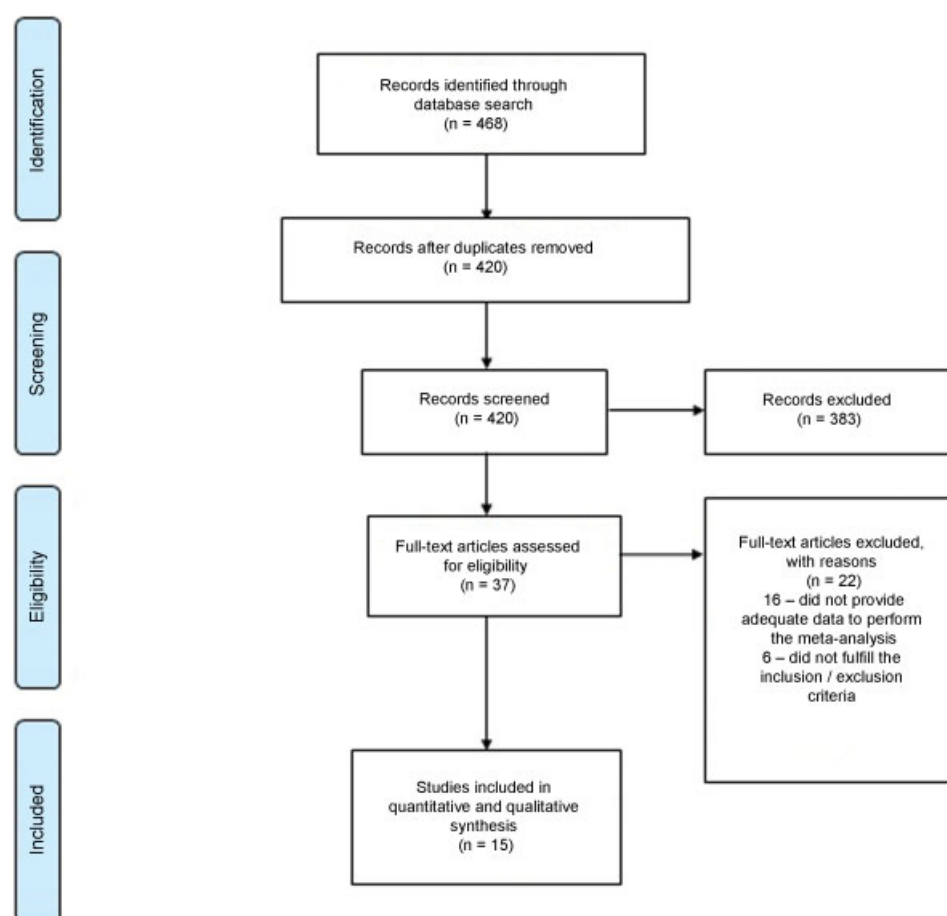 Identification
Records identified through
database search
(n = 468)
Records after duplicates removed
(n = 420)
Screening
Records screened
(n = 420)
Records excluded
(n = 383)
Eligibility
Full-text articles assessed
for eligibility
(n = 37)
Full-text articles excluded,
with reasons
(n = 22)
16 – did not provide
adequate data to perform
the meta-analysis
6 – did not fulfill the
inclusion / exclusion
criteria
Included
Studies included in
quantitative and qualitative
synthesis
(n = 15)